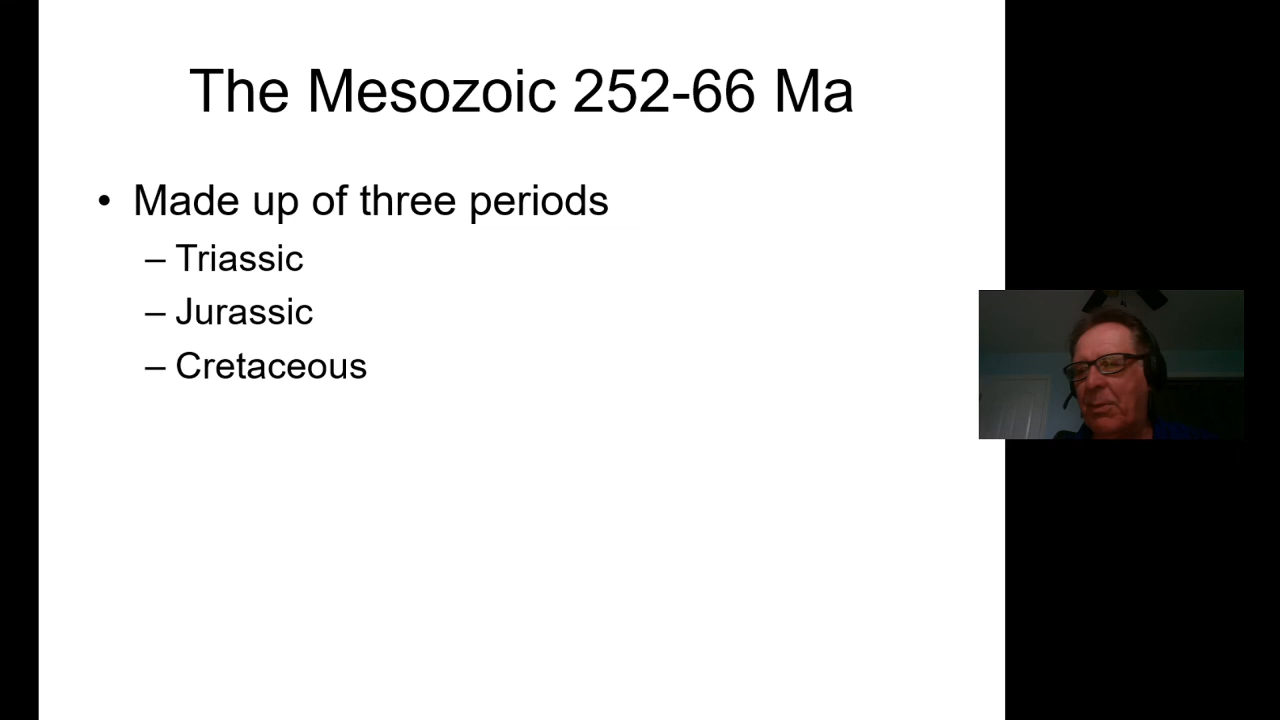 The Mesozoic 252-66 Ma
• Made up of three periods
– Triassic
– Jurassic
– Cretaceous